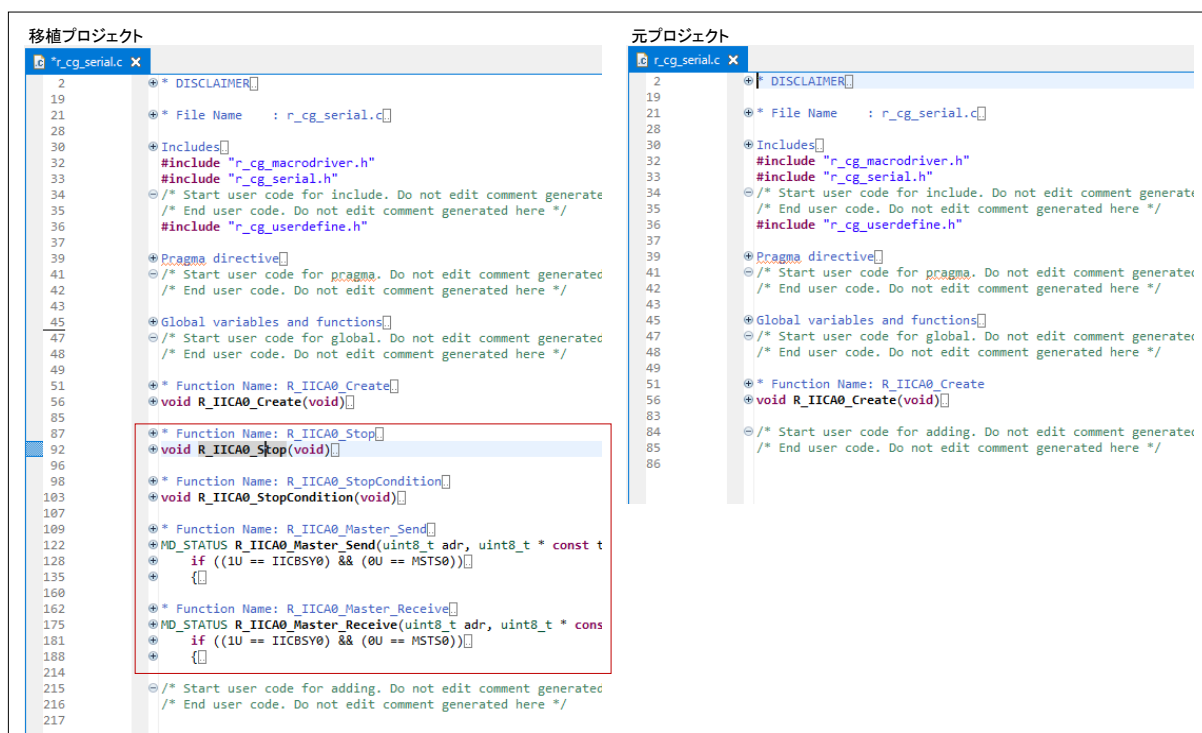 移植プロジェクト
*r_cg_serial.c
2 * DISCLAIMER
19
21 * File Name : r_cg_serial.c
28
30 Includes
32 #include "r_cg_macrodriver.h"
33 #include "r_cg_serial.h"
34 /* Start user code for include. Do not edit comment generate
35 /* End user code. Do not edit comment generated here */
36 #include "r_cg_userdefine.h"
37
39 Pragma directive
41 /* Start user code for pragma. Do not edit comment generated
42 /* End user code. Do not edit comment generated here */
43
45 Global variables and functions
47 /* Start user code for global. Do not edit comment generated
48 /* End user code. Do not edit comment generated here */
49
51 * Function Name: R_IICA0_Create
56 void R_IICA0_Create(void)
85
87 * Function Name: R_IICA0_Stop
92 void R_IICA0_Stop(void)
96
98 * Function Name: R_IICA0_StopCondition
103 void R_IICA0_StopCondition(void)
107
109 * Function Name: R_IICA0_Master_Send
122 MD_STATUS R_IICA0_Master_Send(uint8_t adr, uint8_t * const t
128 if ((1U == IICBSY0) && (0U == MSTS0))
135 {
160
162 * Function Name: R_IICA0_Master_Receive
175 MD_STATUS R_IICA0_Master_Receive(uint8_t adr, uint8_t * cons
181 if ((1U == IICBSY0) && (0U == MSTS0))
188 {
214
215 /* Start user code for adding. Do not edit comment generated
216 /* End user code. Do not edit comment generated here */
217
元プロジェクト
r_cg_serial.c
2 * DISCLAIMER
19
21 * File Name : r_cg_serial.c
28
30 Includes
32 #include "r_cg_macrodriver.h"
33 #include "r_cg_serial.h"
34 /* Start user code for include. Do not edit comment generate
35 /* End user code. Do not edit comment generated here */
36 #include "r_cg_userdefine.h"
37
39 Pragma directive
41 /* Start user code for pragma. Do not edit comment generated
42 /* End user code. Do not edit comment generated here */
43
45 Global variables and functions
47 /* Start user code for global. Do not edit comment generated
48 /* End user code. Do not edit comment generated here */
49
51 * Function Name: R_IICA0_Create
56 void R_IICA0_Create(void)
83
84 /* Start user code for adding. Do not edit comment generated
85 /* End user code. Do not edit comment generated here */
86